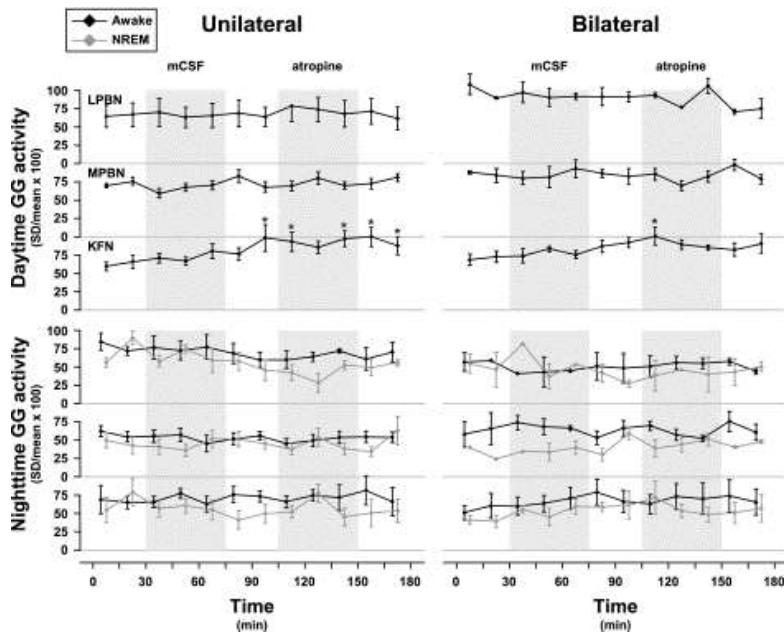 Awake
NREM
Unilateral
Bilateral
mCSF
atropine
mCSF
atropine
Daytime GG activity
(SD/mean x 100)
100
75
50
25
0
LPBN
75
50
25
0
MPBN
75
50
25
0
KFN
* * * * *
*
Nighttime GG activity
(SD/mean x 100)
100
75
50
25
0
75
50
25
0
75
50
25
0
0 30 60 90 120 150 180
0 30 60 90 120 150 180
Time
(min)
Time
(min)